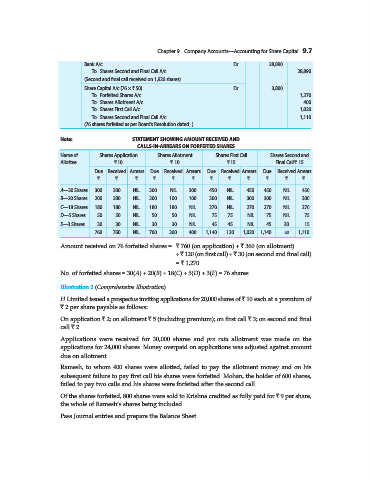 Chapter 9 Company Accounts—Accounting for Share Capital 9.7
Bank A/c Dr 28,890
To Shares Second and Final Call A/c 28,890
(Second and final call received on 1,926 shares)
Share Capital A/c (76 × ₹ 50) Dr 3,800
To Forfeited Shares A/c 1,270
To Shares Allotment A/c 400
To Shares First Call A/c 1,020
To Shares Second and Final Call A/c 1,110
(76 shares forfeited as per Board's Resolution dated )
Note: STATEMENT SHOWING AMOUNT RECEIVED AND
CALLS-IN-ARREARS ON FORFEITED SHARES
Name of Shares Application Shares Allotment Shares First Call Shares Second and
Allottee ₹ 10 ₹ 10 ₹ 15 Final Call ₹ 15
Due Received Arrears Due Received Arrears Due Received Arrears Due Received Arrears
₹ ₹ ₹ ₹ ₹ ₹ ₹ ₹ ₹ ₹ ₹ ₹
A—30 Shares 300 300 NIL 300 NIL 300 450 NIL 450 450 NIL 450
B—20 Shares 200 200 NIL 200 100 100 300 NIL 300 300 NIL 300
C—18 Shares 180 180 NIL 180 180 NIL 270 NIL 270 270 NIL 270
D—5 Shares 50 50 NIL 50 50 NIL 75 75 NIL 75 NIL 75
E—3 Shares 30 30 NIL 30 30 NIL 45 45 NIL 45 30 15
760 760 NIL 760 360 400 1,140 120 1,020 1,140 30 1,110
Amount received on 76 forfeited shares = ₹ 760 (on application) + ₹ 360 (on allotment)
+ ₹ 120 (on first call) + ₹ 30 (on second and final call)
= ₹ 1,270
No. of forfeited shares = 30(A) + 20(B) + 18(C) + 5(D) + 3(E) = 76 shares
Illustration 2 (Comprehensive Illustration)
H Limited issued a prospectus inviting applications for 20,000 shares of ₹ 10 each at a premium of
₹ 2 per share payable as follows:
On application ₹ 2; on allotment ₹ 5 (including premium); on first call ₹ 3; on second and final
call ₹ 2
Applications were received for 30,000 shares and pro rata allotment was made on the
applications for 24,000 shares Money overpaid on applications was adjusted against amount
due on allotment
Ramesh, to whom 400 shares were allotted, failed to pay the allotment money and on his
subsequent failure to pay first call his shares were forfeited Mohan, the holder of 600 shares,
failed to pay two calls and his shares were forfeited after the second call
Of the shares forfeited, 800 shares were sold to Krishna credited as fully paid for ₹ 9 per share,
the whole of Ramesh's shares being included
Pass Journal entries and prepare the Balance Sheet